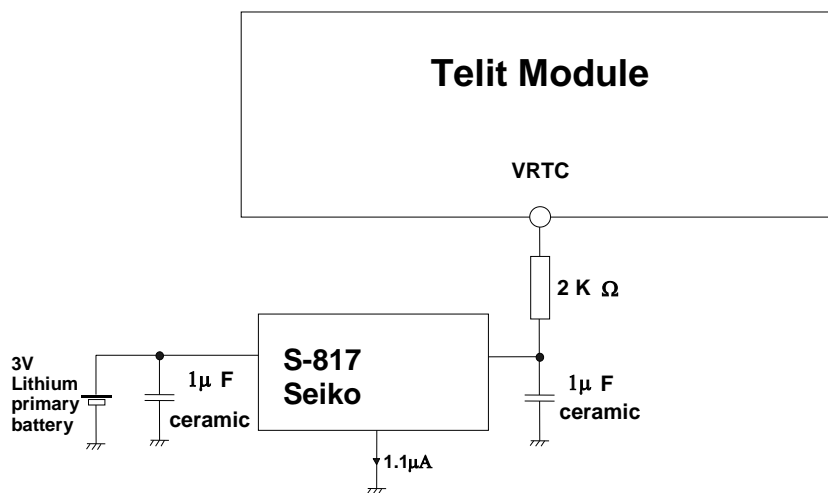 Telit Module
VRTC
2 K Ω
S-817
Seiko
3V
Lithium
primary
battery
1μ F
ceramic
1μ F
ceramic
1.1μA